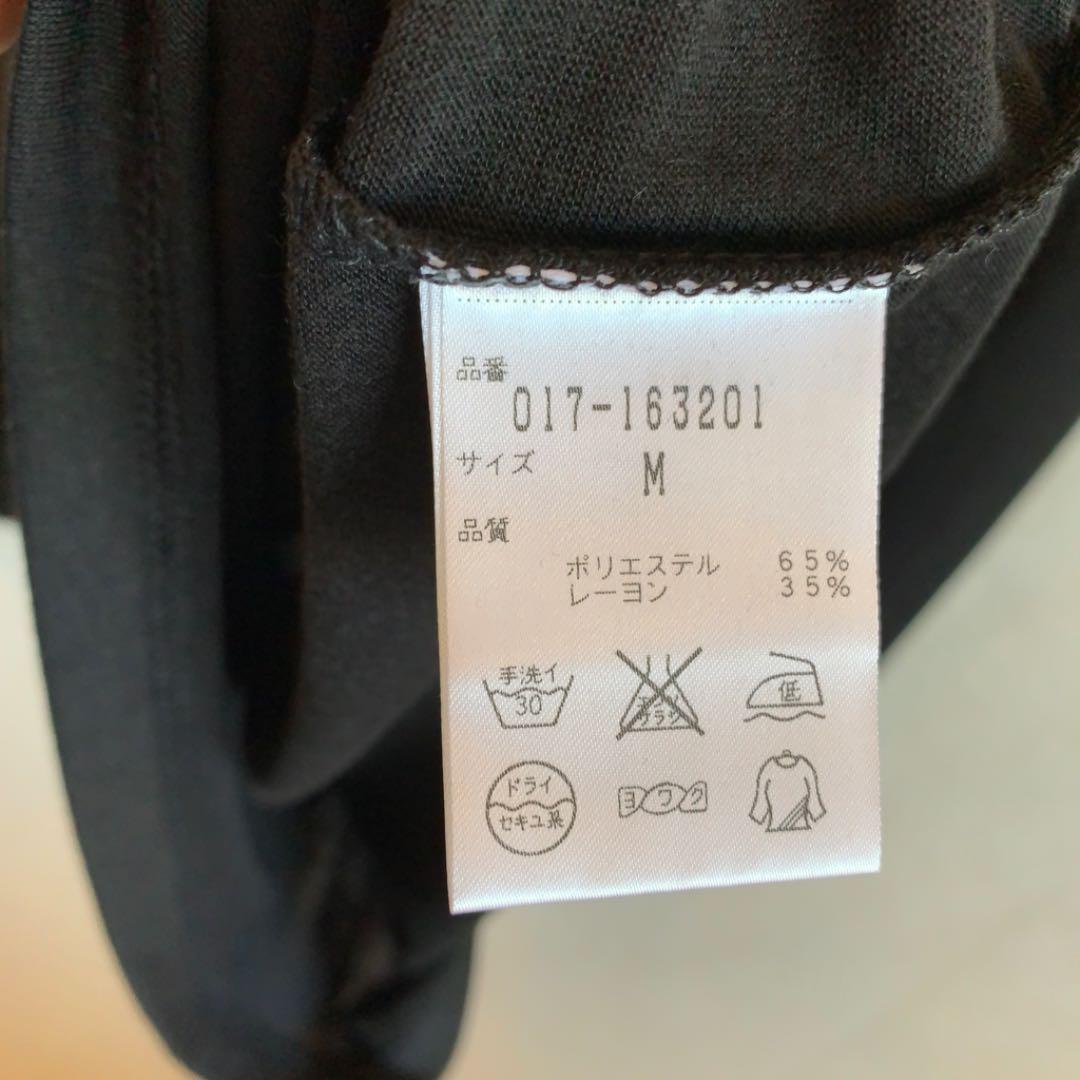 品番
017-163201
サイズ M
品質
ポリエステル 65%
レーヨン 35%
手洗イ
30
低
ドライ
セキユ系
ヨワク